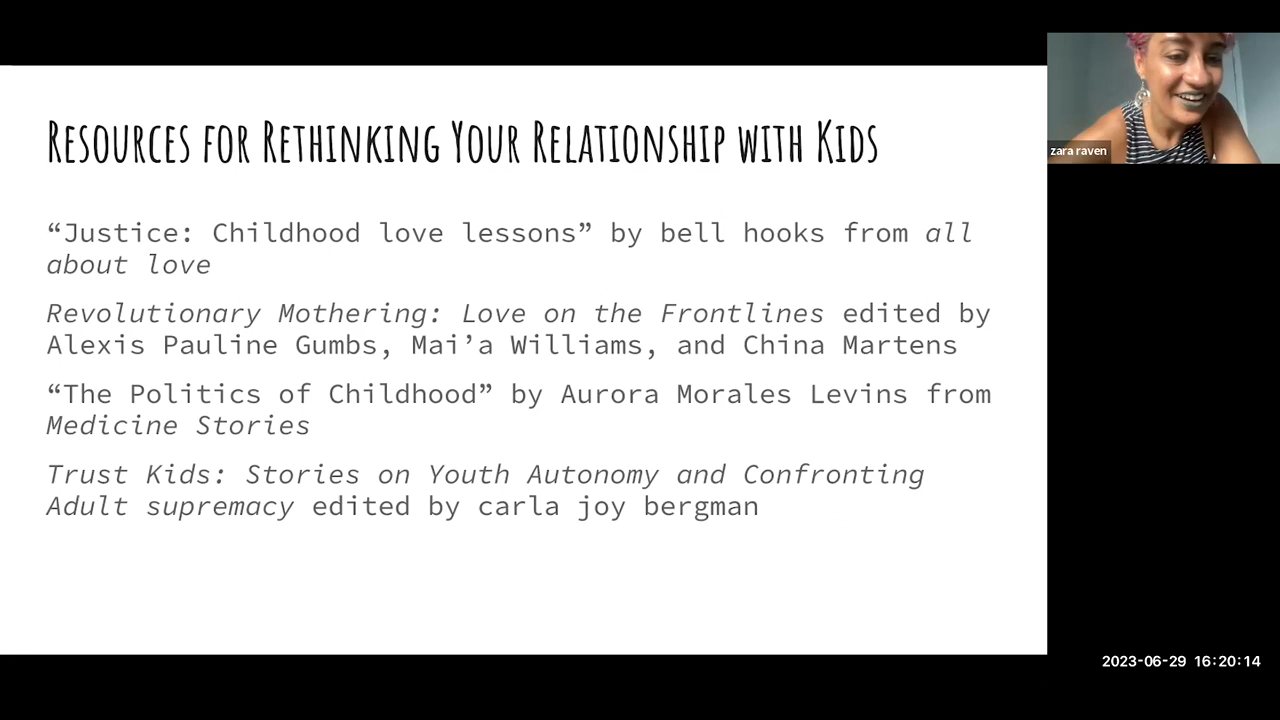 Resources for Rethinking Your Relationship with Kids
“Justice: Childhood love lessons” by bell hooks from all
about love
Revolutionary Mothering: Love on the Frontlines edited by
Alexis Pauline Gumbs, Mai’a Williams, and China Martens
“The Politics of Childhood” by Aurora Morales Levins from
Medicine Stories
Trust Kids: Stories on Youth Autonomy and Confronting
Adult supremacy edited by carla joy bergman
zara raven
2023-06-29 16:20:14